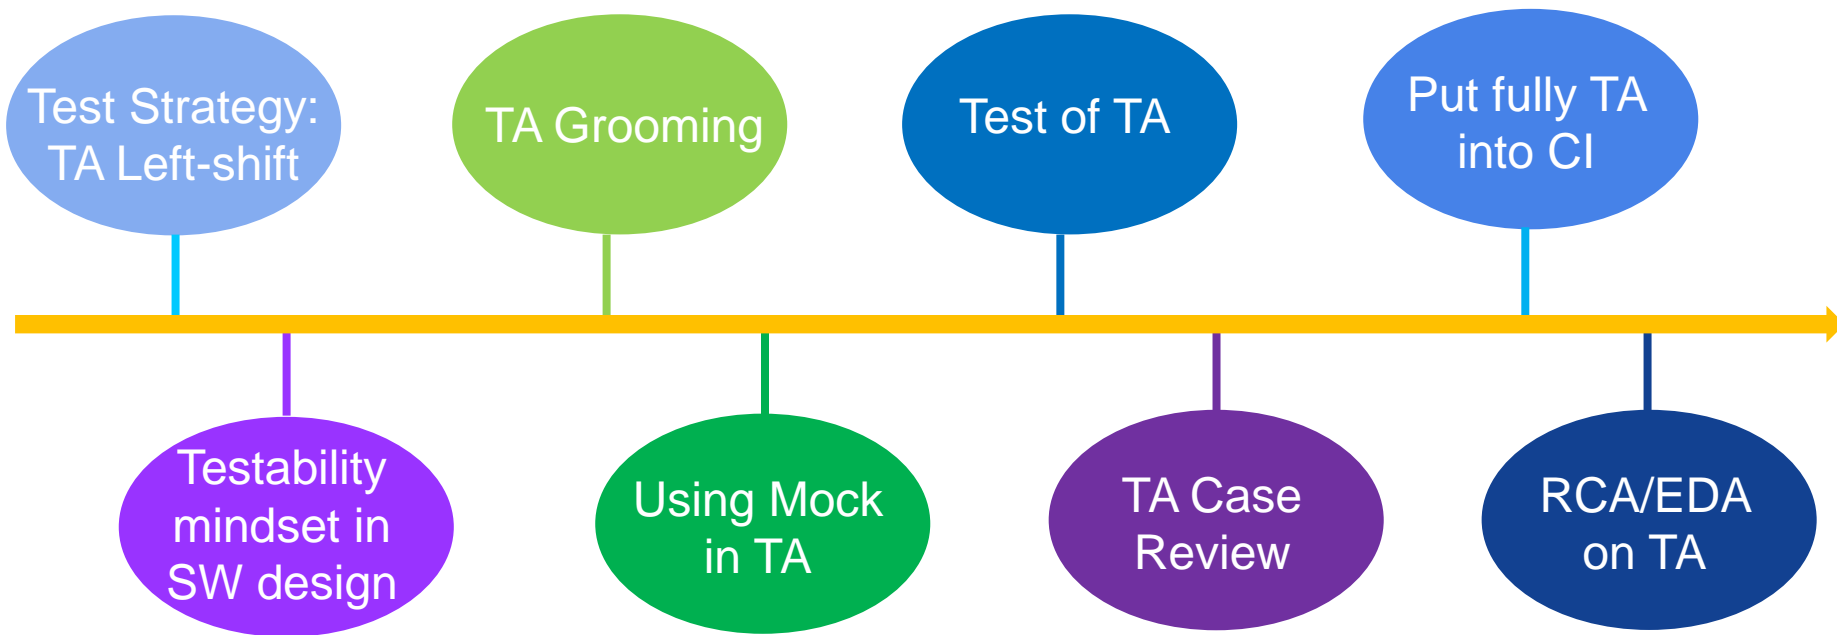 Test Strategy:
TA Left-shift
TA Grooming
Test of TA
Put fully TA
into CI
Testability
mindset in
SW design
Using Mock
in TA
TA Case
Review
RCA/EDA
on TA